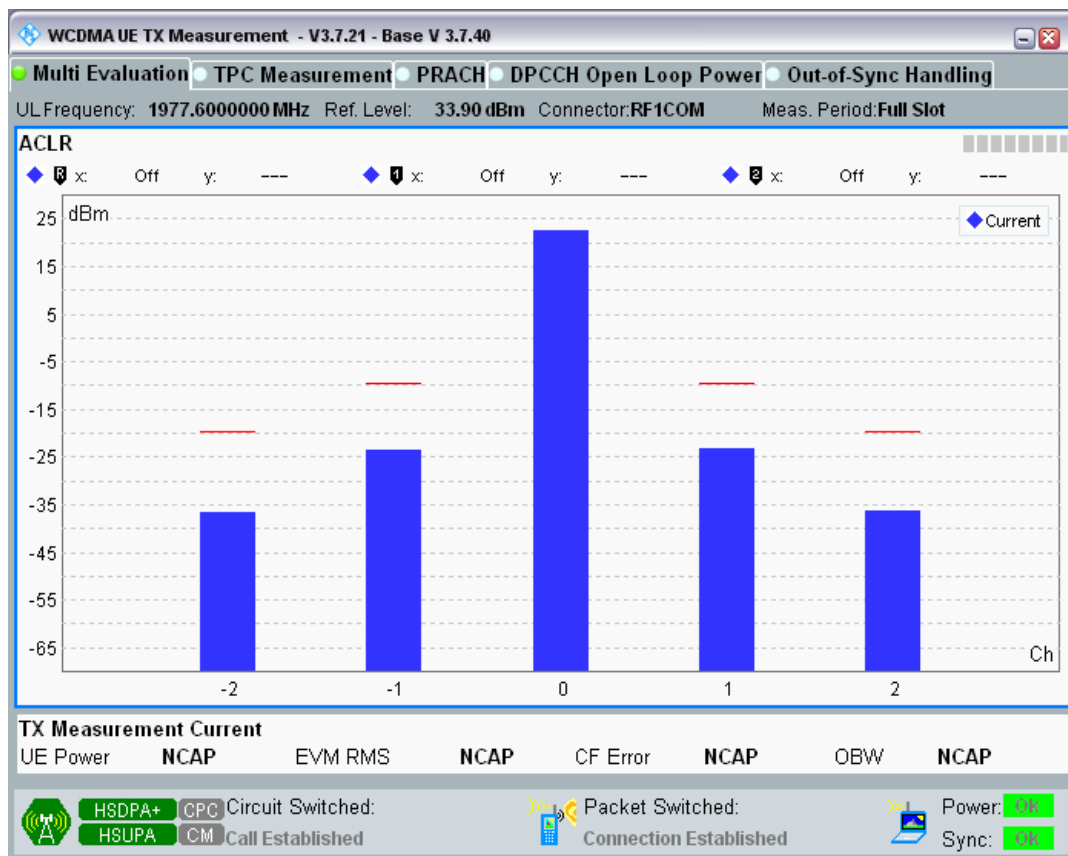 WCDMA UE TX Measurement - V3.7.21 - Base V 3.7.40
Multi Evaluation TPC Measurement PRACH DPCCH Open Loop Power Out-of-Sync Handling
UL Frequency: 1977.6000000 MHz Ref. Level: 33.90 dBm Connector:RF1COM Meas. Period:Full Slot
ACLR
R x: Off y: --- 1 x: Off y: --- 2 x: Off y: ---
dBm
Current
25
15
5
-5
-15
-25
-35
-45
-55
-65
Ch
-2 -1 0 1 2
TX Measurement Current
UE Power NCAP EVM RMS NCAP CF Error NCAP OBW NCAP
HSDPA+ CPC Circuit Switched: Packet Switched: Power: OK
HSUPA CM Call Established Connection Established Sync: OK